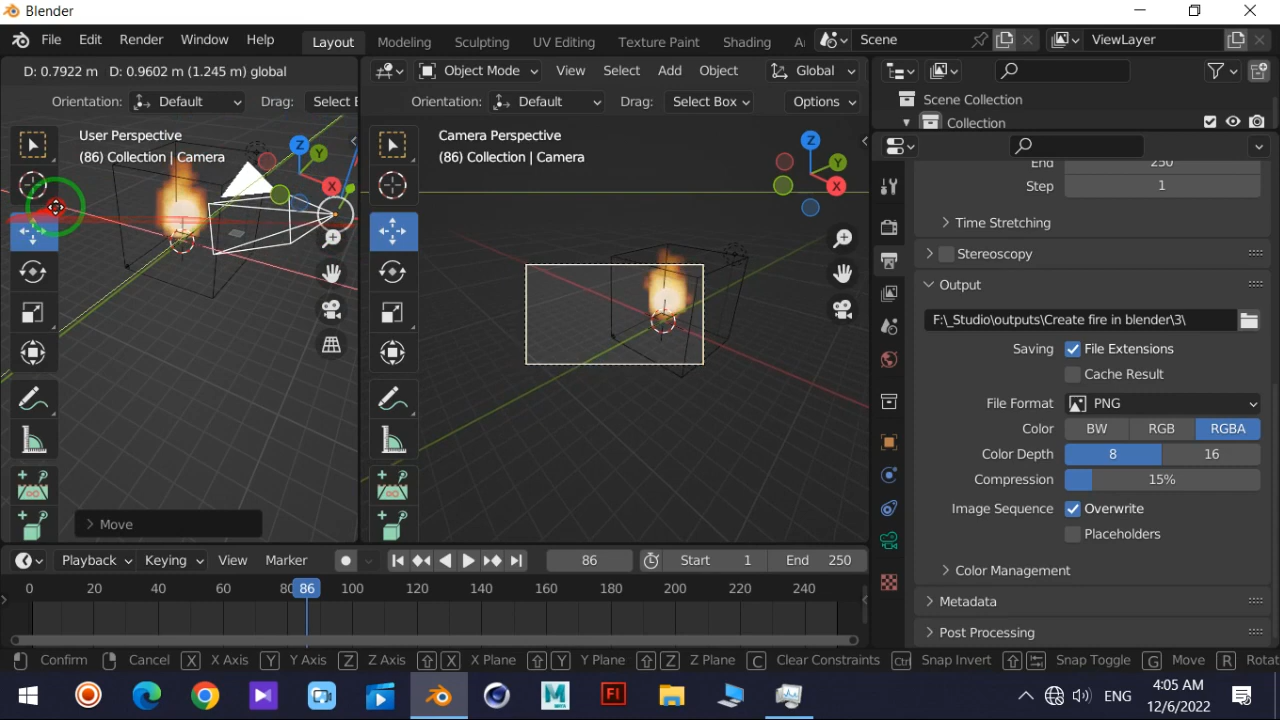 Blender
File Edit Render Window Help Layout Modeling Sculpting UV Editing Texture Paint Shading A Scene ViewLayer
D: 0.7922 m D: 0.9602 m (1.245 m) global
Object Mode View Select Add Object Global
Orientation: Default Drag: Select B
Orientation: Default Drag: Select Box Options
Scene Collection
Collection
User Perspective
(86) Collection | Camera
Z
Y
X
Camera Perspective
(86) Collection | Camera
Z
Y
X
End 250
Step 1
Time Stretching
Stereoscopy
Output
F:\_Studio\outputs\Create fire in blender\3\
Saving File Extensions
Cache Result
File Format PNG
Color BW RGB RGBA
Color Depth 8 16
Compression 15%
Image Sequence Overwrite
Placeholders
Color Management
Metadata
Post Processing
Move
Playback Keying View Marker 86 Start 1 End 250
0 20 40 60 80 86 100 120 140 160 180 200 220 240
Confirm Cancel X X Axis Y Y Axis Z Z Axis X X Plane Y Y Plane Z Z Plane C Clear Constraints Ctrl Snap Invert Snap Toggle G Move R Rotat
ENG 4:05 AM
12/6/2022